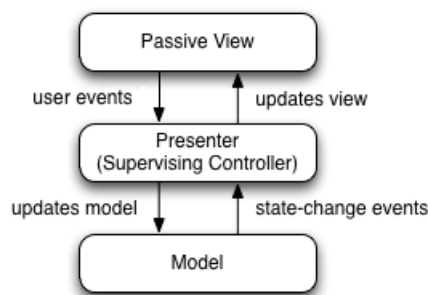 Passive View
user events
updates view
Presenter
(Supervising Controller)
updates model
state-change events
Model